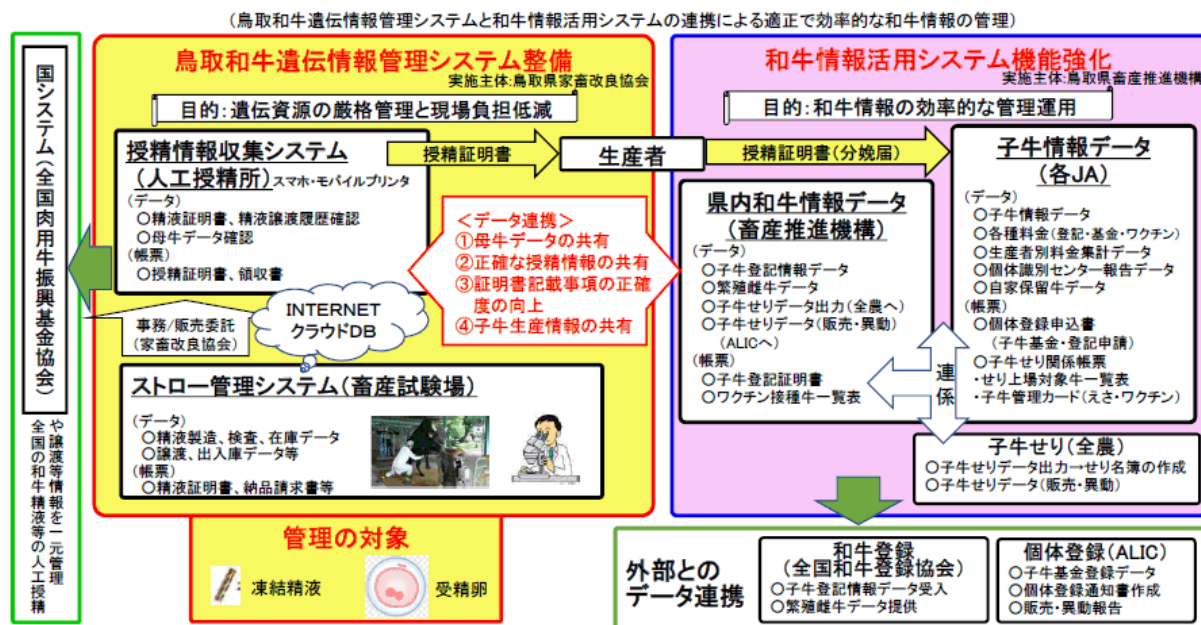 (鳥取和牛遺伝情報管理システムと和牛情報活用システムの連携による適正で効率的な和牛情報の管理)
国システム(全国肉用牛振興基金協会)
全国の和牛精液等の人工授精
や譲渡等情報を一元管理
鳥取和牛遺伝情報管理システム整備
実施主体:鳥取県家畜改良協会
目的:遺伝資源の厳格管理と現場負担低減
授精情報収集システム
(人工授精所)スマホ・モバイルプリンタ
(データ)
○精液証明書、精液譲渡履歴確認
○母牛データ確認
(帳票)
○授精証明書、領収書
授精証明書
生産者
授精証明書(分娩届)
<データ連携>
①母牛データの共有
②正確な授精情報の共有
③証明書記載事項の正確
度の向上
④子牛生産情報の共有
事務/販売委託
(家畜改良協会)
INTERNET
クラウドDB
ストロー管理システム(畜産試験場)
(データ)
○精液製造、検査、在庫データ
○譲渡、出入庫データ等
(帳票)
○精液証明書、納品請求書等
管理の対象
凍結精液
受精卵
和牛情報活用システム機能強化
実施主体:鳥取県畜産推進機構
目的:和牛情報の効率的な管理運用
県内和牛情報データ
(畜産推進機構)
(データ)
○子牛登記情報データ
○繁殖雌牛データ
○子牛せりデータ出力(全農へ)
○子牛せりデータ(販売・異動)
(ALICへ)
(帳票)
○子牛登記証明書
○ワクチン接種牛一覧表
子牛情報データ
(各JA)
(データ)
○子牛情報データ
○各種料金(登記・基金・ワクチン)
○生産者別料金集計データ
○個体識別センター報告データ
○自家保留牛データ
(帳票)
○個体登録申込書
(子牛基金・登記申請)
○子牛せり関係帳票
・せり上場対象牛一覧表
・子牛管理カード(えさ・ワクチン)
連係
子牛せり(全農)
○子牛せりデータ出力→せり名簿の作成
○子牛せりデータ(販売・異動)
外部との
データ連携
和牛登録
(全国和牛登録協会)
○子牛登記情報データ受入
○繁殖雌牛データ提供
個体登録(ALIC)
○子牛基金登録データ
○個体登録通知書作成
○販売・異動報告